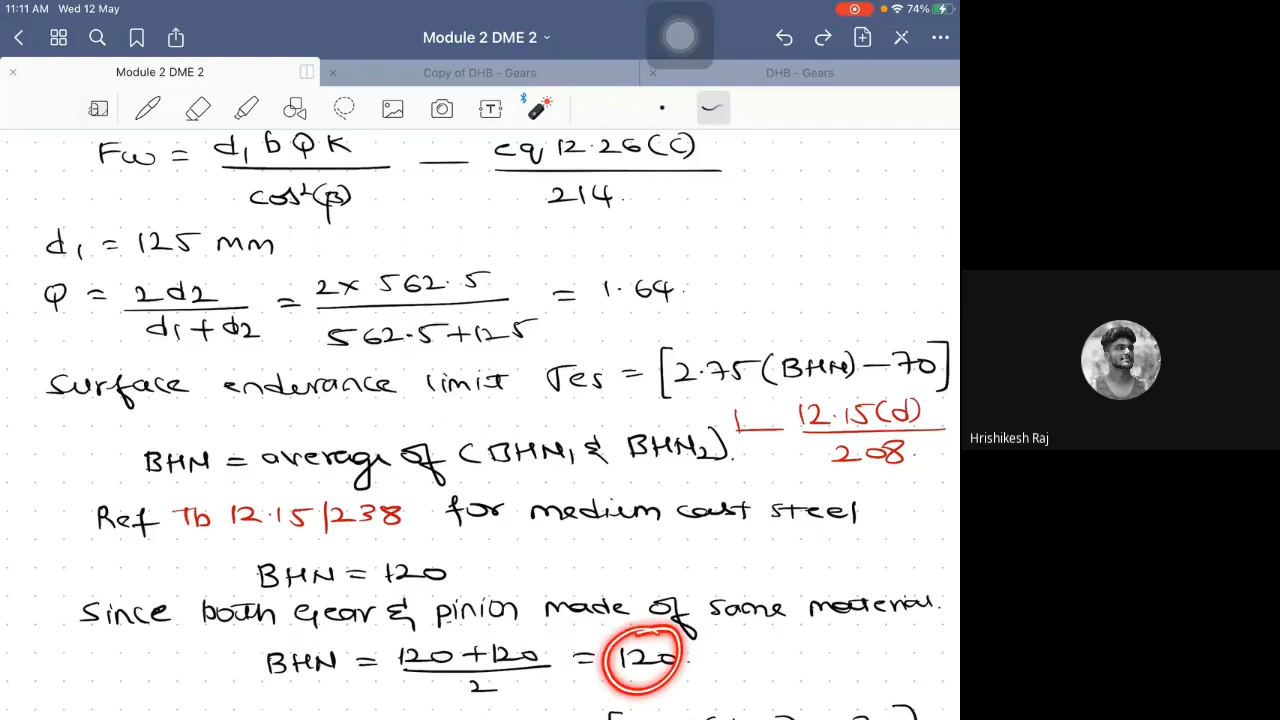 11:11 AM Wed 12 May
74%
Module 2 DME 2
Module 2 DME 2
Copy of DHB - Gears
DHB - Gears
Fw = d1 b Q K / cos²(β) — eq 12.26(c) / 214
d1 = 125 mm
Q = 2d2 / d1 + d2 = 2 x 562.5 / 562.5+125 = 1.64
Surface endurance limit σes = [2.75(BHN) - 70]
12.15(d) / 208
BHN = average of (BHN1 & BHN2).
Ref Tb 12.15/238 for medium cast steel
BHN = 120
Since both Gear & pinion made of same material.
BHN = 120 + 120 / 2 = 120.
Hrishikesh Raj